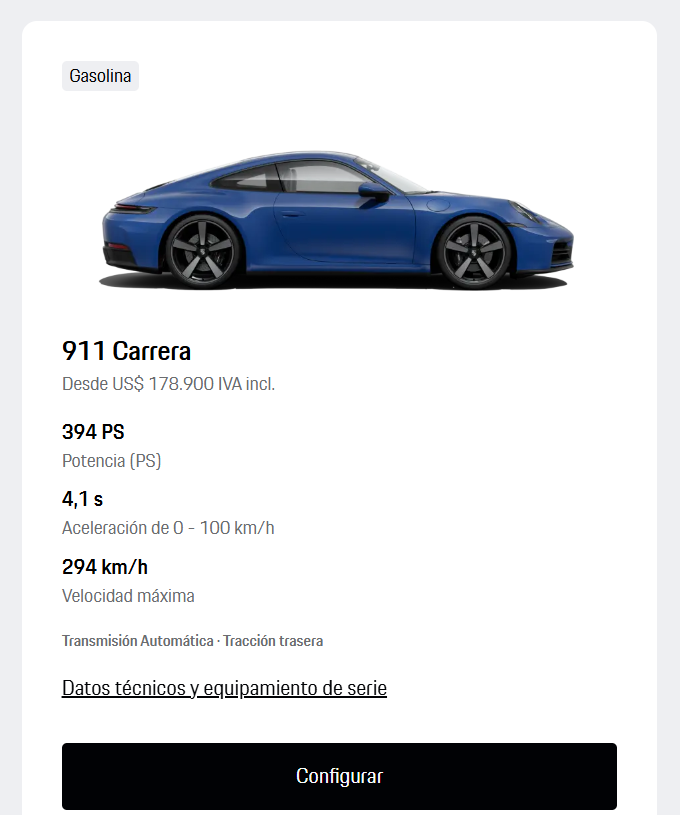 Gasolina
911 Carrera
Desde US$ 178.900 IVA incl.
394 PS
Potencia (PS)
4,1 s
Aceleración de 0 - 100 km/h
294 km/h
Velocidad máxima
Transmisión Automática · Tracción trasera
Datos técnicos y equipamiento de serie
Configurar